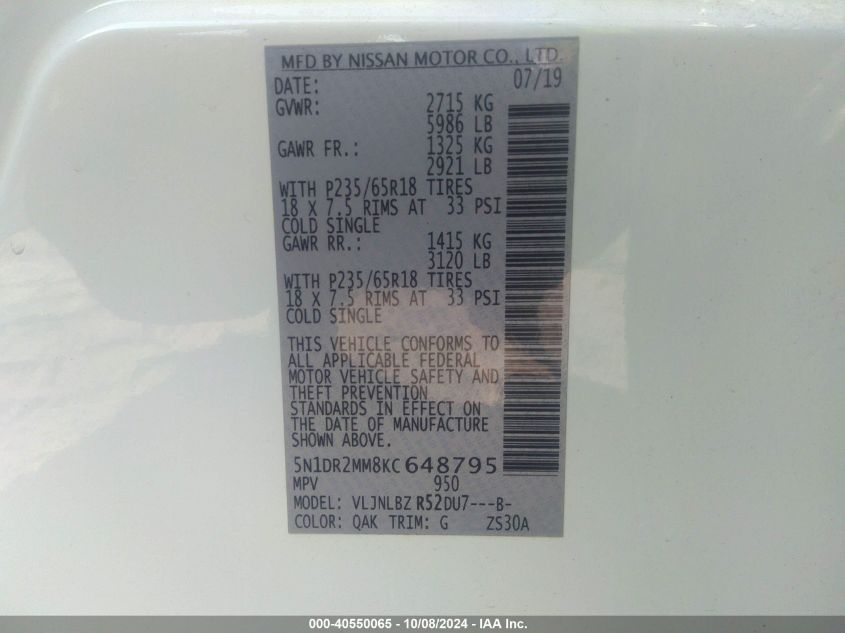 MFD BY NISSAN MOTOR CO., LTD.
DATE: 07/19
GVWR: 2715 KG
5986 LB
GAWR FR.: 1325 KG
2921 LB
WITH P235/65R18 TIRES
18 X 7.5 RIMS AT 33 PSI
COLD SINGLE
GAWR RR.: 1415 KG
3120 LB
WITH P235/65R18 TIRES
18 X 7.5 RIMS AT 33 PSI
COLD SINGLE
THIS VEHICLE CONFORMS TO
ALL APPLICABLE FEDERAL
MOTOR VEHICLE SAFETY AND
THEFT PREVENTION
STANDARDS IN EFFECT ON
THE DATE OF MANUFACTURE
SHOWN ABOVE.
5N1DR2MM8KC648795
MPV 950
MODEL: VLJNLBZ R52DU7---B-
COLOR: QAK TRIM: G ZS30A
000-40550065 - 10/08/2024 - IAA Inc.